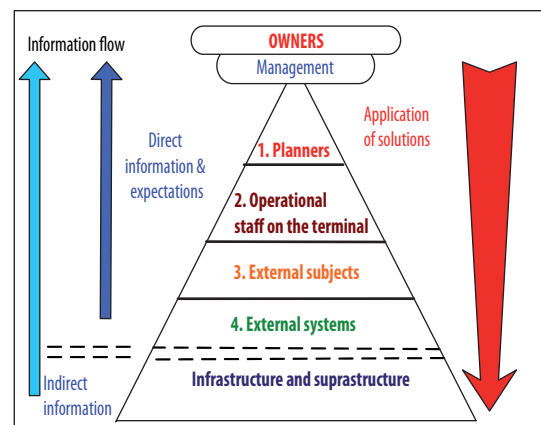 Information flow
OWNERS
Management
Direct
information &
expectations
Application
of solutions
1. Planners
2. Operational
staff on the terminal
3. External subjects
4. External systems
Infrastructure and suprastructure
Indirect
information